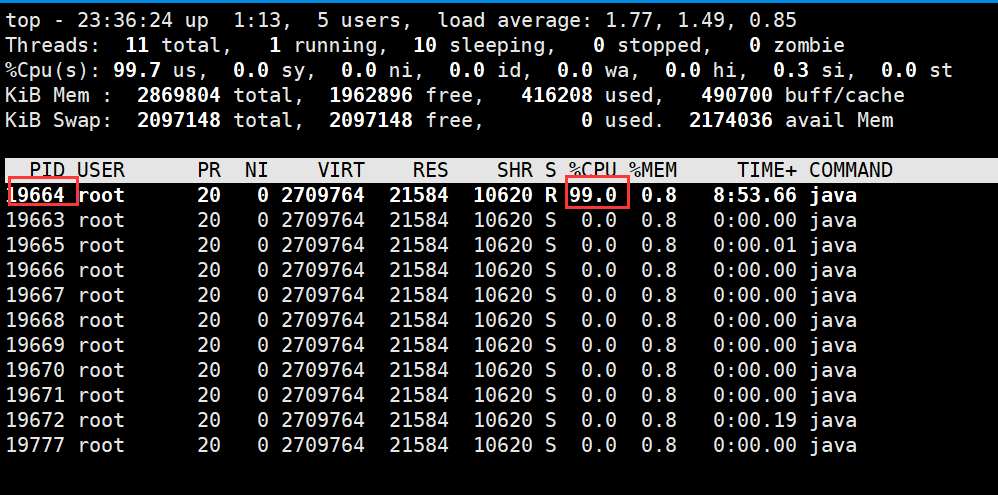 top - 23:36:24 up  1:13,  5 users,  load average: 1.77, 1.49, 0.85
Threads:  11 total,   1 running,  10 sleeping,   0 stopped,   0 zombie
%Cpu(s): 99.7 us,  0.0 sy,  0.0 ni,  0.0 id,  0.0 wa,  0.0 hi,  0.3 si,  0.0 st
KiB Mem :  2869804 total,  1962896 free,   416208 used,   490700 buff/cache
KiB Swap:  2097148 total,  2097148 free,        0 used.  2174036 avail Mem
  PID USER      PR  NI    VIRT    RES    SHR S %CPU %MEM     TIME+ COMMAND
19664 root      20   0 2709764  21584  10620 R 99.0  0.8   8:53.66 java
19663 root      20   0 2709764  21584  10620 S  0.0  0.8   0:00.00 java
19665 root      20   0 2709764  21584  10620 S  0.0  0.8   0:00.01 java
19666 root      20   0 2709764  21584  10620 S  0.0  0.8   0:00.00 java
19667 root      20   0 2709764  21584  10620 S  0.0  0.8   0:00.00 java
19668 root      20   0 2709764  21584  10620 S  0.0  0.8   0:00.00 java
19669 root      20   0 2709764  21584  10620 S  0.0  0.8   0:00.00 java
19670 root      20   0 2709764  21584  10620 S  0.0  0.8   0:00.00 java
19671 root      20   0 2709764  21584  10620 S  0.0  0.8   0:00.00 java
19672 root      20   0 2709764  21584  10620 S  0.0  0.8   0:00.19 java
19777 root      20   0 2709764  21584  10620 S  0.0  0.8   0:00.00 java